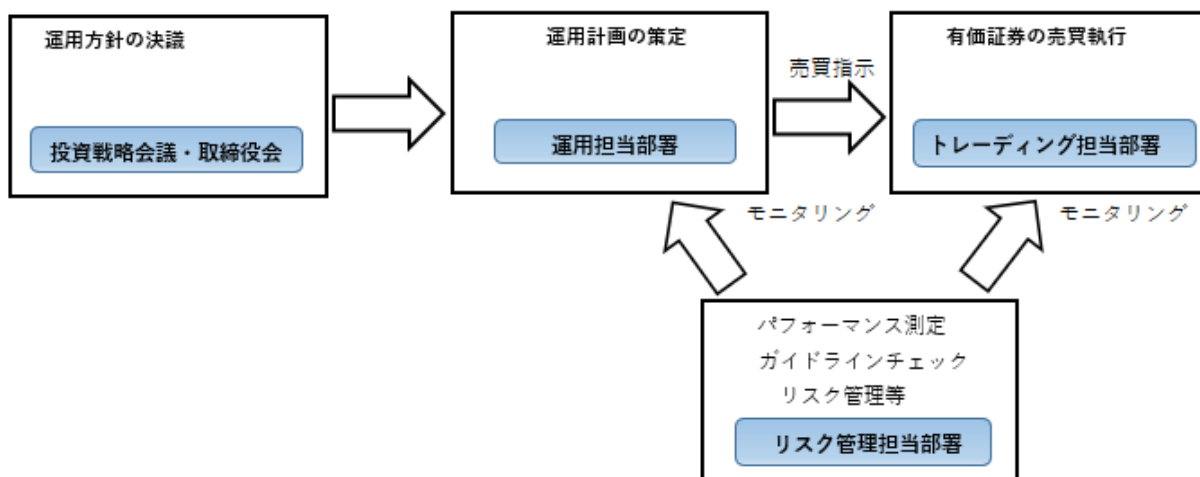 運用方針の決議
投資戦略会議・取締役会
運用計画の策定
運用担当部署
売買指示
有価証券の売買執行
トレーディング担当部署
モニタリング
モニタリング
パフォーマンス測定
ガイドラインチェック
リスク管理等
リスク管理担当部署